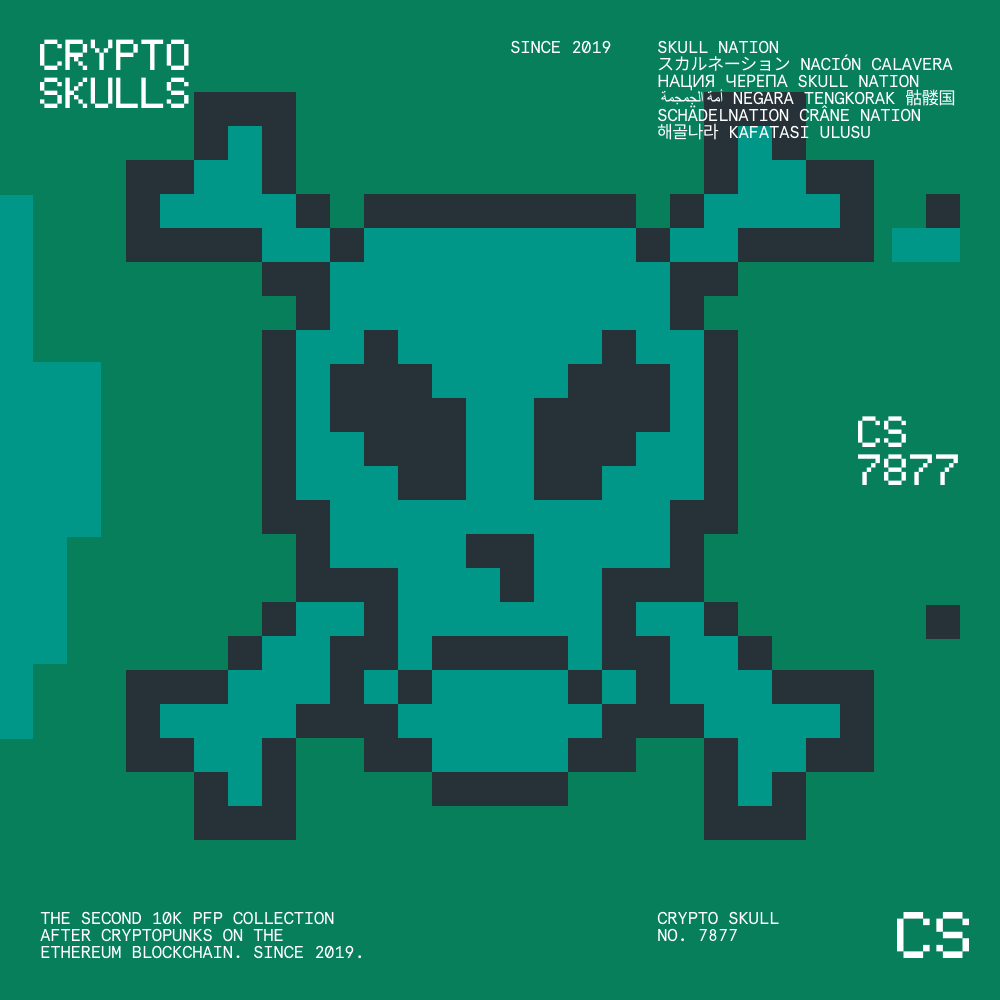 CRYPTO
SKULLS
SINCE 2019
SKULL NATION
スカルネーション NACIÓN CALAVERA
НАЦИЯ ЧЕРЕПА SKULL NATION
أمة الجمجمة NEGARA TENGKORAK 骷髅国
SCHÄDELNATION CRÂNE NATION
해골나라 KAFATASI ULUSU
CS
7877
THE SECOND 10K PFP COLLECTION
AFTER CRYPTOPUNKS ON THE
ETHEREUM BLOCKCHAIN. SINCE 2019.
CRYPTO SKULL
NO. 7877
CS